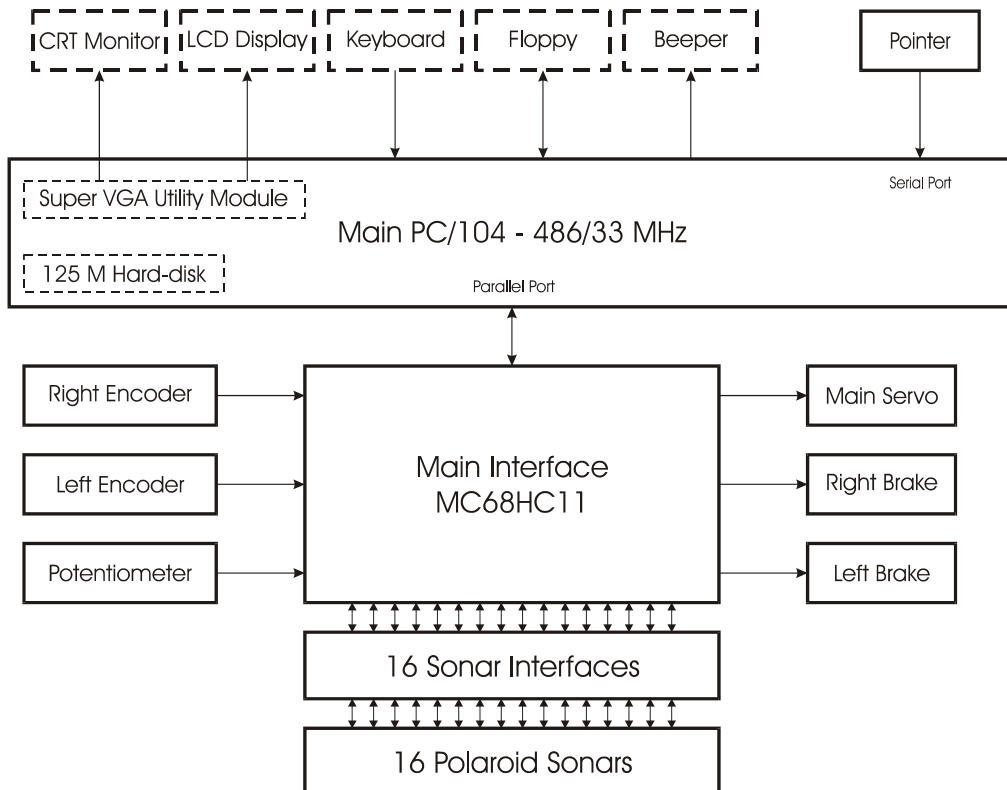 CRT Monitor
LCD Display
Keyboard
Floppy
Beeper
Pointer
Super VGA Utility Module
Serial Port
Main PC/104 - 486/33 MHz
125 M Hard-disk
Parallel Port
Right Encoder
Left Encoder
Potentiometer
Main Interface
MC68HC11
Main Servo
Right Brake
Left Brake
16 Sonar Interfaces
16 Polaroid Sonars